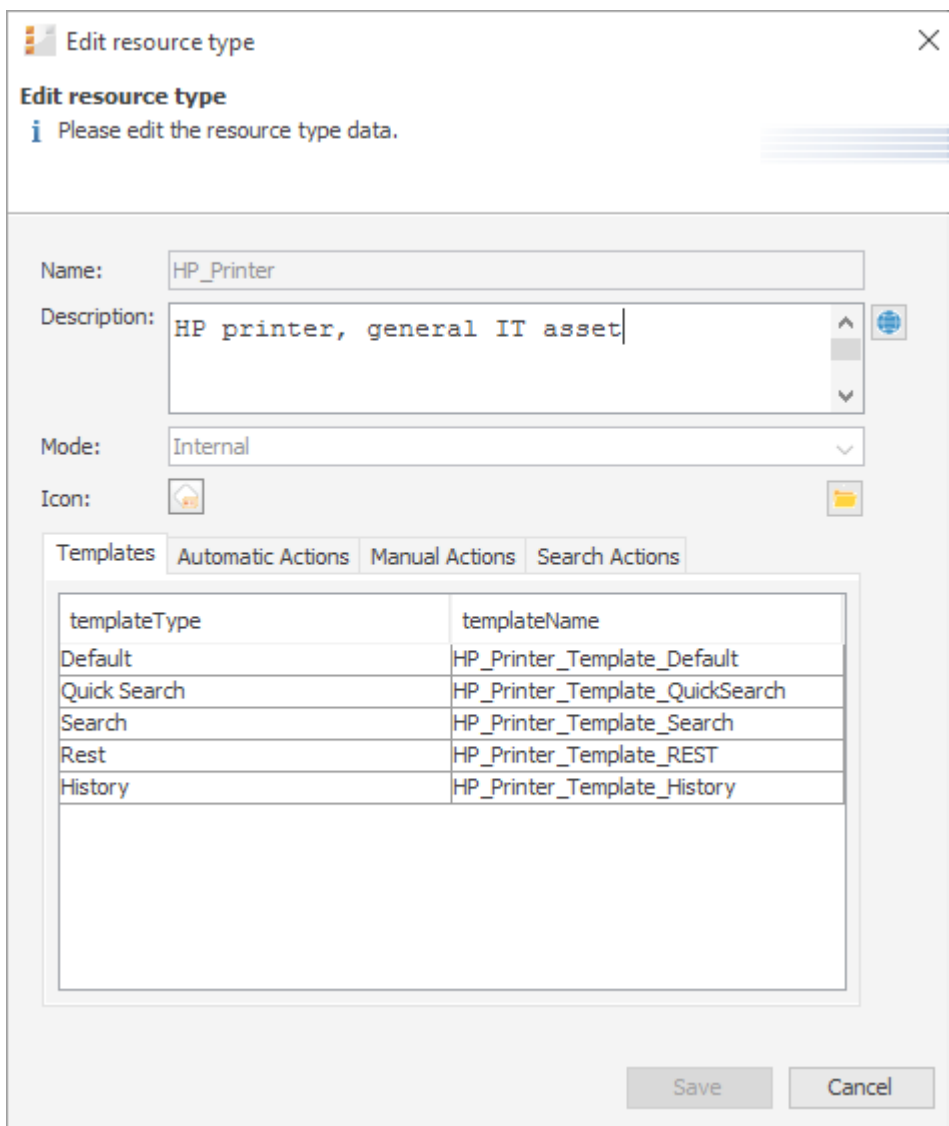 Edit resource type
Edit resource type
Please edit the resource type data.
Name: HP_Printer
Description: HP printer, general IT asset
Mode: Internal
Icon:
Templates Automatic Actions Manual Actions Search Actions
templateType templateName
Default HP_Printer_Template_Default
Quick Search HP_Printer_Template_QuickSearch
Search HP_Printer_Template_Search
Rest HP_Printer_Template_REST
History HP_Printer_Template_History
Save Cancel